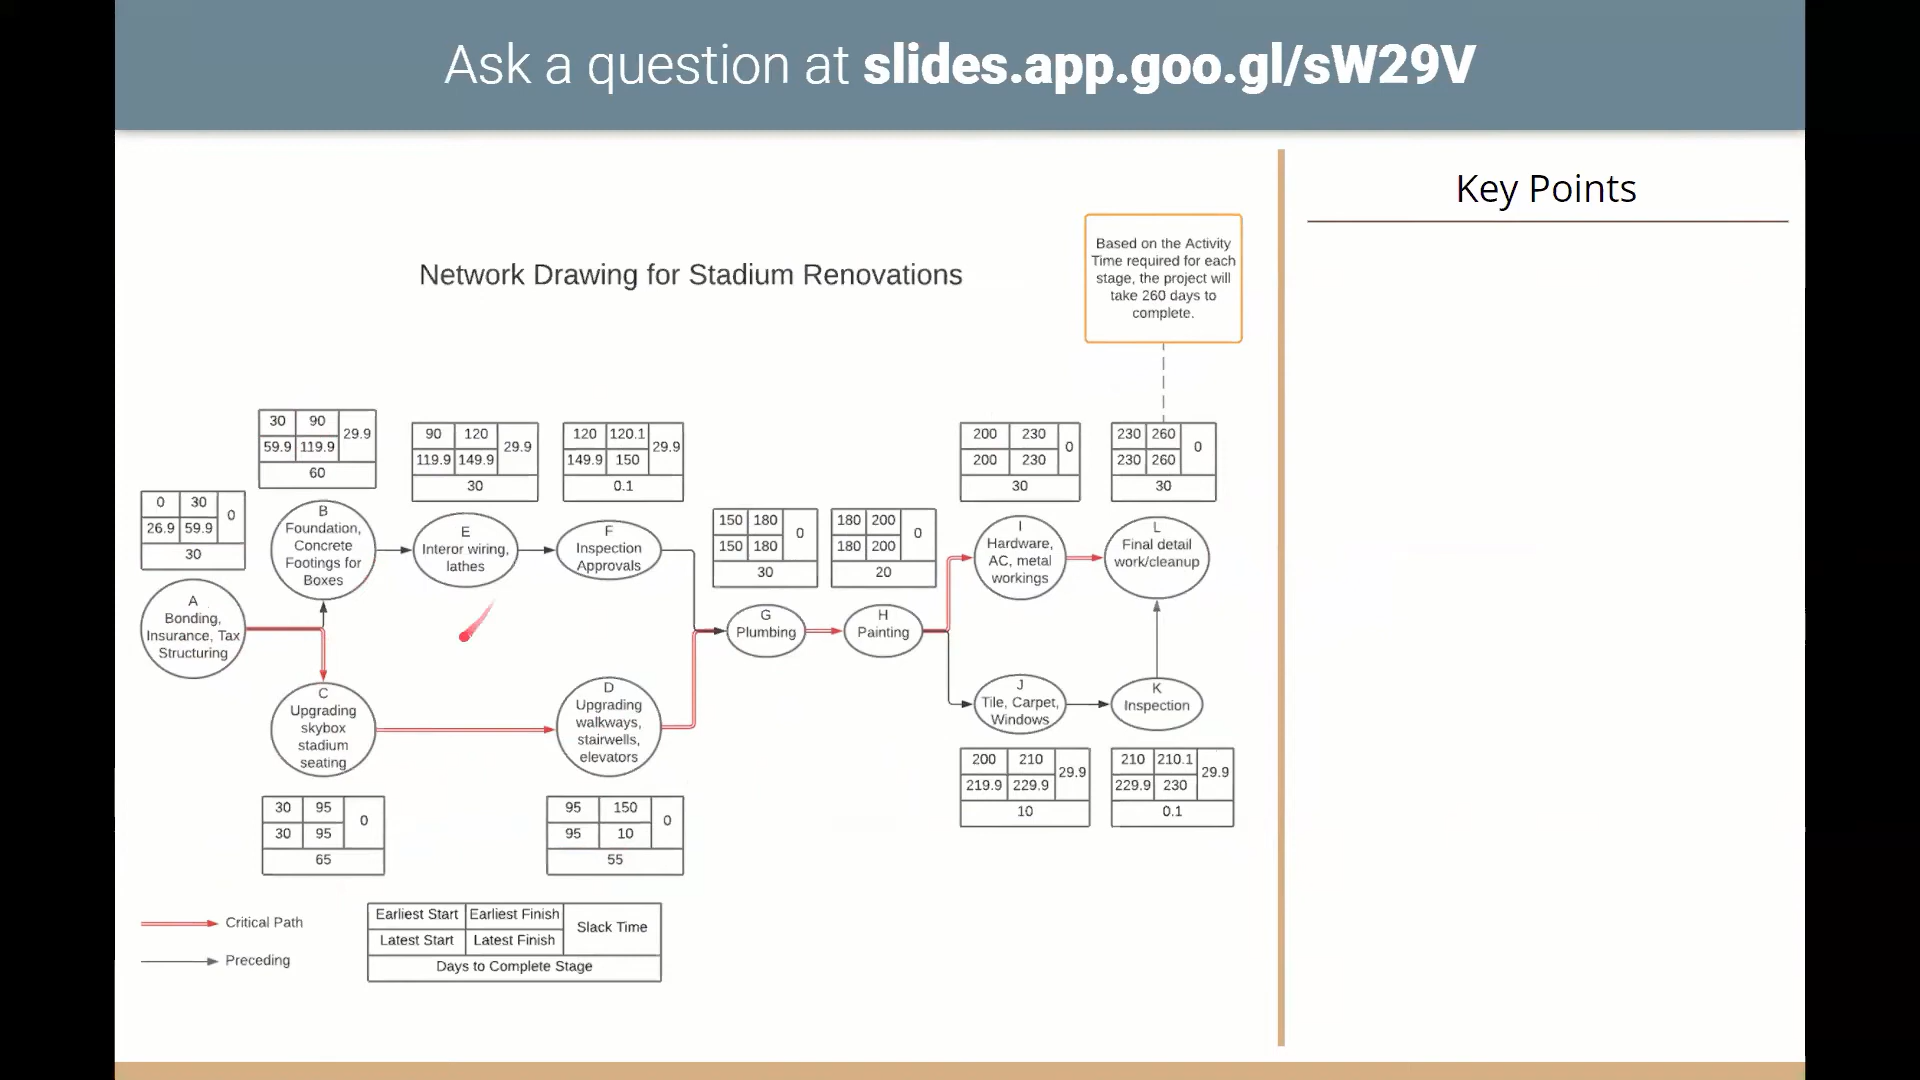 Ask a question at slides.app.goo.gl/sW29V
Key Points
Network Drawing for Stadium Renovations
Based on the Activity
Time required for each
stage, the project will
take 260 days to
complete.
30 90 29.9
59.9 119.9
60
90 120 29.9
119.9 149.9
30
120 120.1 29.9
149.9 150
0.1
200 230 0
200 230
30
230 260 0
230 260
30
0 30 0
26.9 59.9
30
150 180 0
150 180
30
180 200 0
180 200
20
A
Bonding,
Insurance, Tax
Structuring
B
Foundation,
Concrete
Footings for
Boxes
E
Interor wiring,
lathes
F
Inspection
Approvals
G
Plumbing
H
Painting
I
Hardware,
AC, metal
workings
L
Final detail
work/cleanup
C
Upgrading
skybox
stadium
seating
D
Upgrading
walkways,
stairwells,
elevators
J
Tile, Carpet,
Windows
K
Inspection
30 95 0
30 95
65
95 150 0
95 10
55
200 210 29.9
219.9 229.9
10
210 210.1 29.9
229.9 230
0.1
Critical Path
Preceding
Earliest Start Earliest Finish Slack Time
Latest Start Latest Finish
Days to Complete Stage